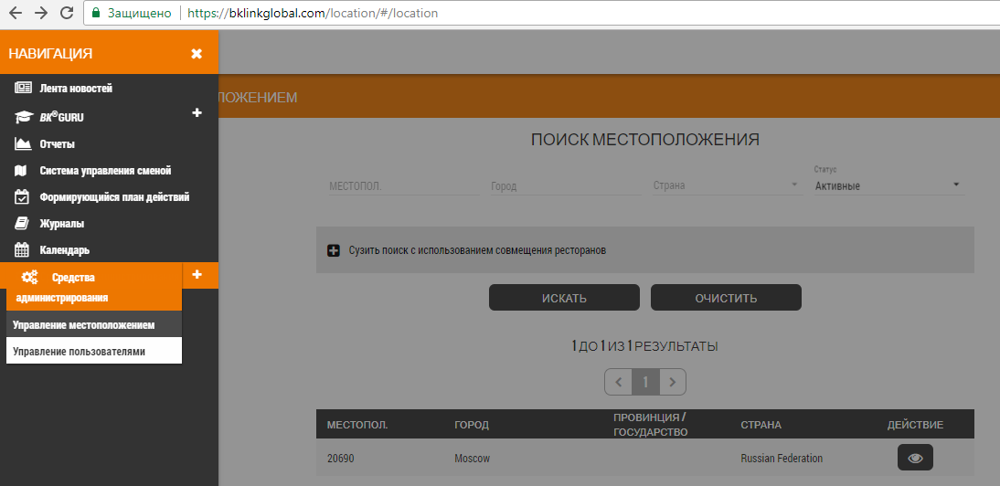 Защищено https://bklinkglobal.com/location/#/location
НАВИГАЦИЯ
Лента новостей
BK®GURU
Отчеты
Система управления сменой
Формирующийся план действий
Журналы
Календарь
Средства
администрирования
Управление местоположением
Управление пользователями
ЛОЖЕНИЕМ
ПОИСК МЕСТОПОЛОЖЕНИЯ
Статус
МЕСТОПОЛ. Город Страна Активные
Сузить поиск с использованием совмещения ресторанов
ИСКАТЬ ОЧИСТИТЬ
1 ДО 1 ИЗ 1 РЕЗУЛЬТАТЫ
1
МЕСТОПОЛ. ГОРОД ПРОВИНЦИЯ / ГОСУДАРСТВО СТРАНА ДЕЙСТВИЕ
20690 Moscow Russian Federation